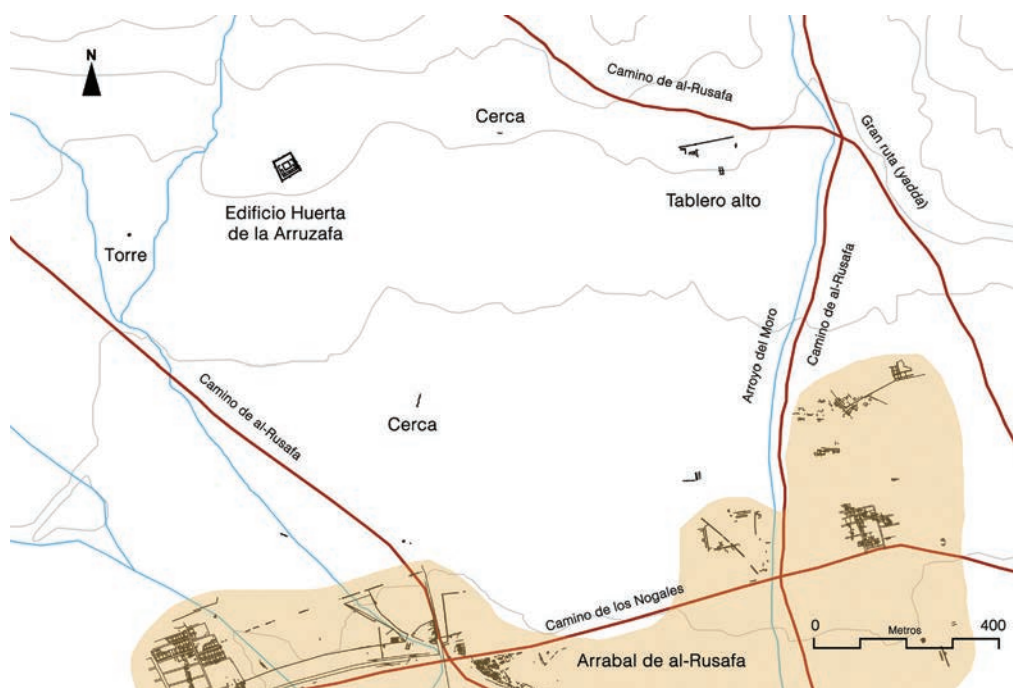 N
Camino de al-Rusafa
Cerca
Gran ruta (yadda)
Edificio Huerta
de la Arruzafa
Tablero alto
Torre
Camino de al-Rusafa
Arroyo del Moro
Camino de al-Rusafa
Cerca
Camino de los Nogales
0
Metros
400
Arrabal de al-Rusafa